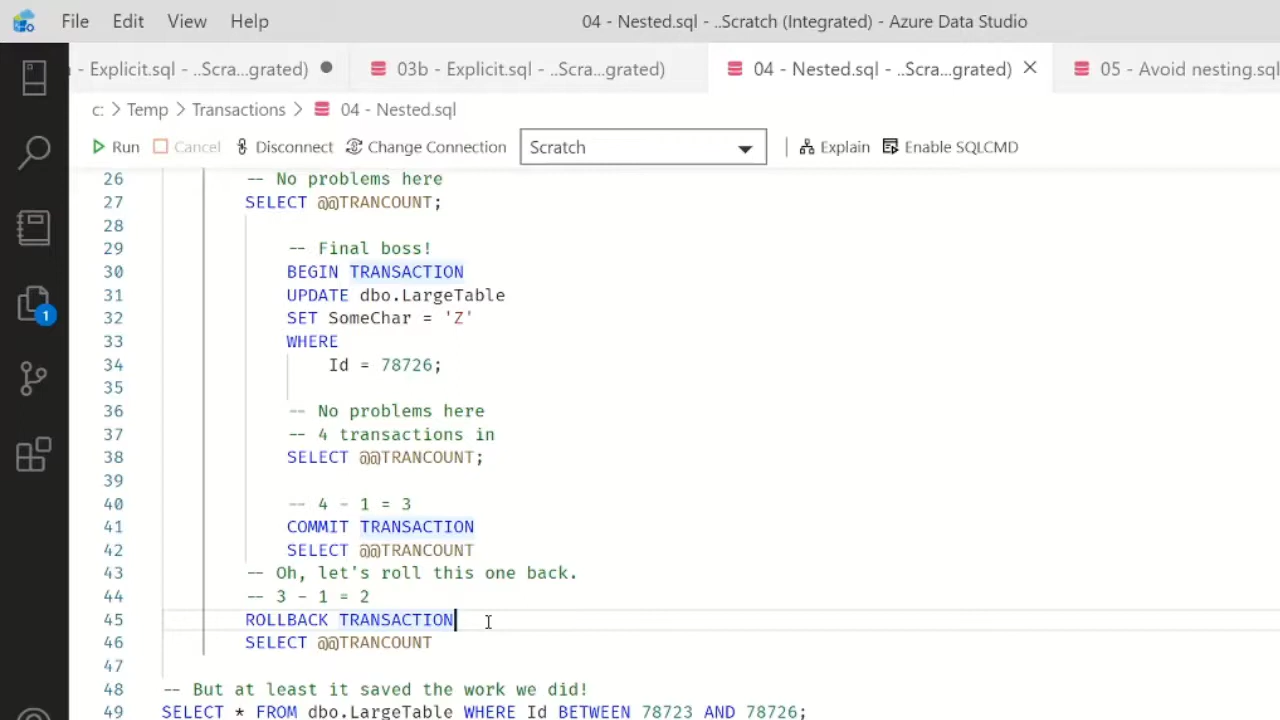 File Edit View Help 04 - Nested.sql - ..Scratch (Integrated) - Azure Data Studio
- Explicit.sql - ..Scra...grated) 03b - Explicit.sql - ..Scra...grated) 04 - Nested.sql - ..Scra...grated) 05 - Avoid nesting.sql
c: > Temp > Transactions > 04 - Nested.sql
Run Cancel Disconnect Change Connection Scratch Explain Enable SQLCMD
26 -- No problems here
27 SELECT @@TRANCOUNT;
28
29 -- Final boss!
30 BEGIN TRANSACTION
31 UPDATE dbo.LargeTable
32 SET SomeChar = 'Z'
33 WHERE
34 Id = 78726;
35
36 -- No problems here
37 -- 4 transactions in
38 SELECT @@TRANCOUNT;
39
40 -- 4 - 1 = 3
41 COMMIT TRANSACTION
42 SELECT @@TRANCOUNT
43 -- Oh, let's roll this one back.
44 -- 3 - 1 = 2
45 ROLLBACK TRANSACTION
46 SELECT @@TRANCOUNT
47
48 -- But at least it saved the work we did!
49 SELECT * FROM dbo.LargeTable WHERE Id BETWEEN 78723 AND 78726;
1